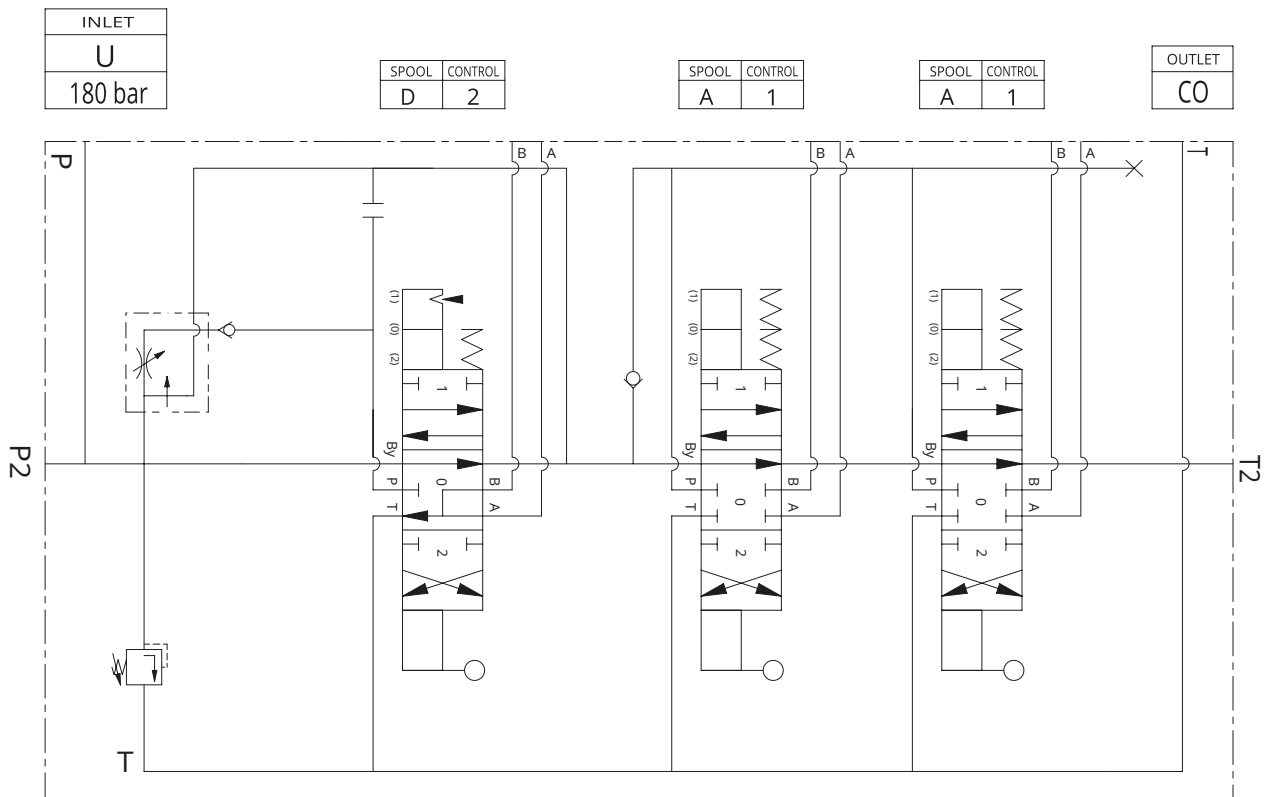 INLET
U
180 bar
SPOOL CONTROL
D 2
SPOOL CONTROL
A 1
SPOOL CONTROL
A 1
OUTLET
CO
P
B A
B A
B A
T
(1)
(0)
(2)
(1)
(0)
(2)
(1)
(0)
(2)
1
1
1
P2
By
By
By
T2
P 0 B
P 0 B
P 0 B
T A
T A
T A
2
2
2
T